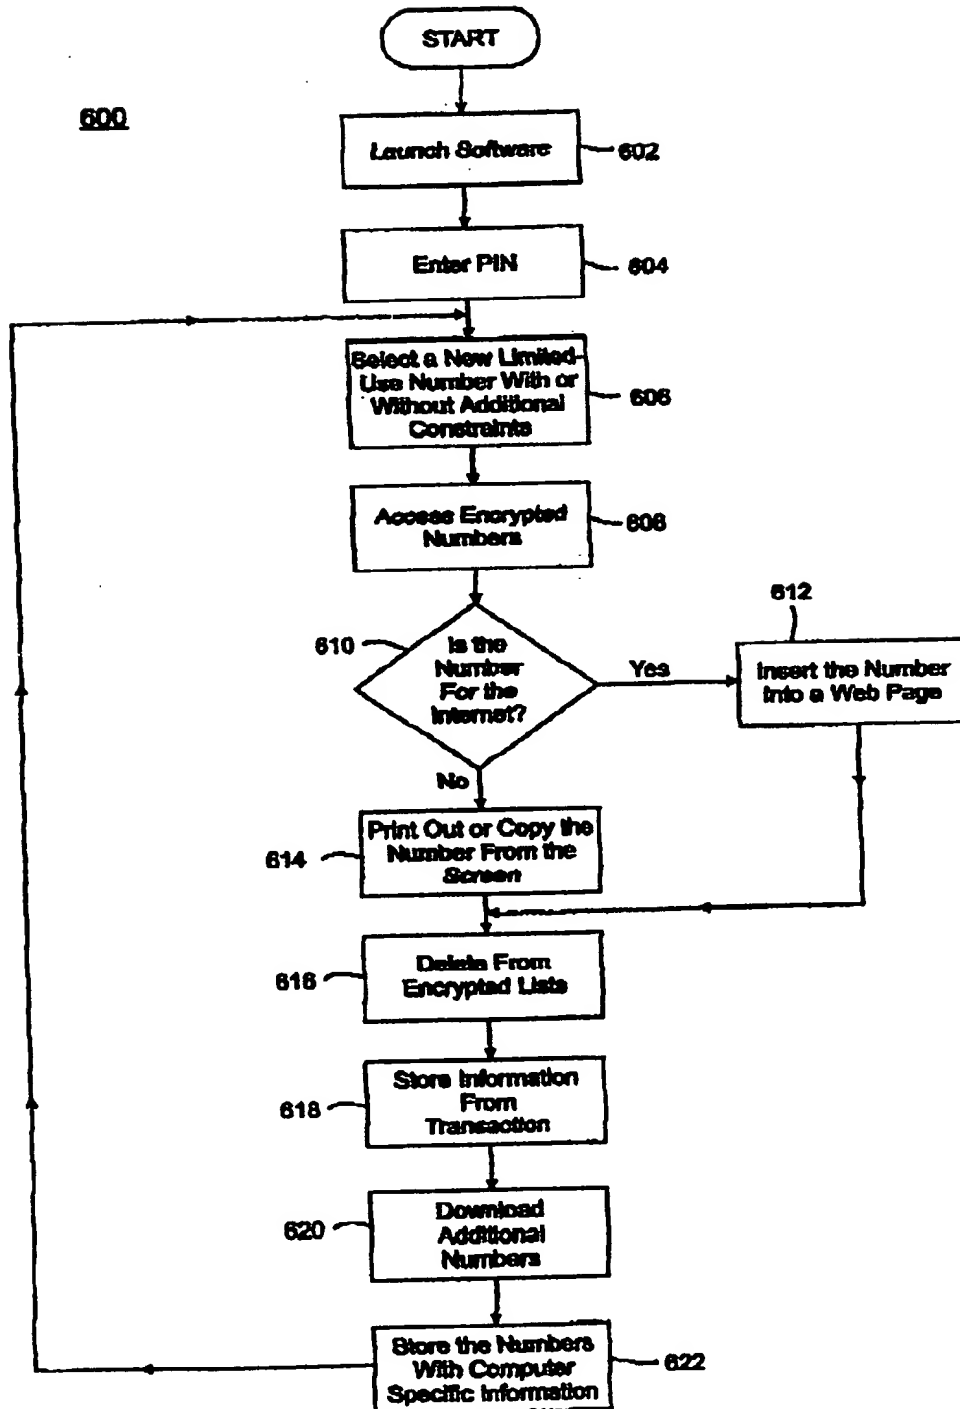 START
600
Launch Software
602
Enter PIN
604
Select a New Limited-
Use Number With or
Without Additional
Constraints
606
Access Encrypted
Numbers
608
610
Is the
Number
For the
Internet?
Yes
612
Insert the Number
Into a Web Page
No
614
Print Out or Copy the
Number From the
Screen
616
Delete From
Encrypted Lists
618
Store Information
From
Transaction
620
Download
Additional
Numbers
Store the Numbers
With Computer
Specific Information
622